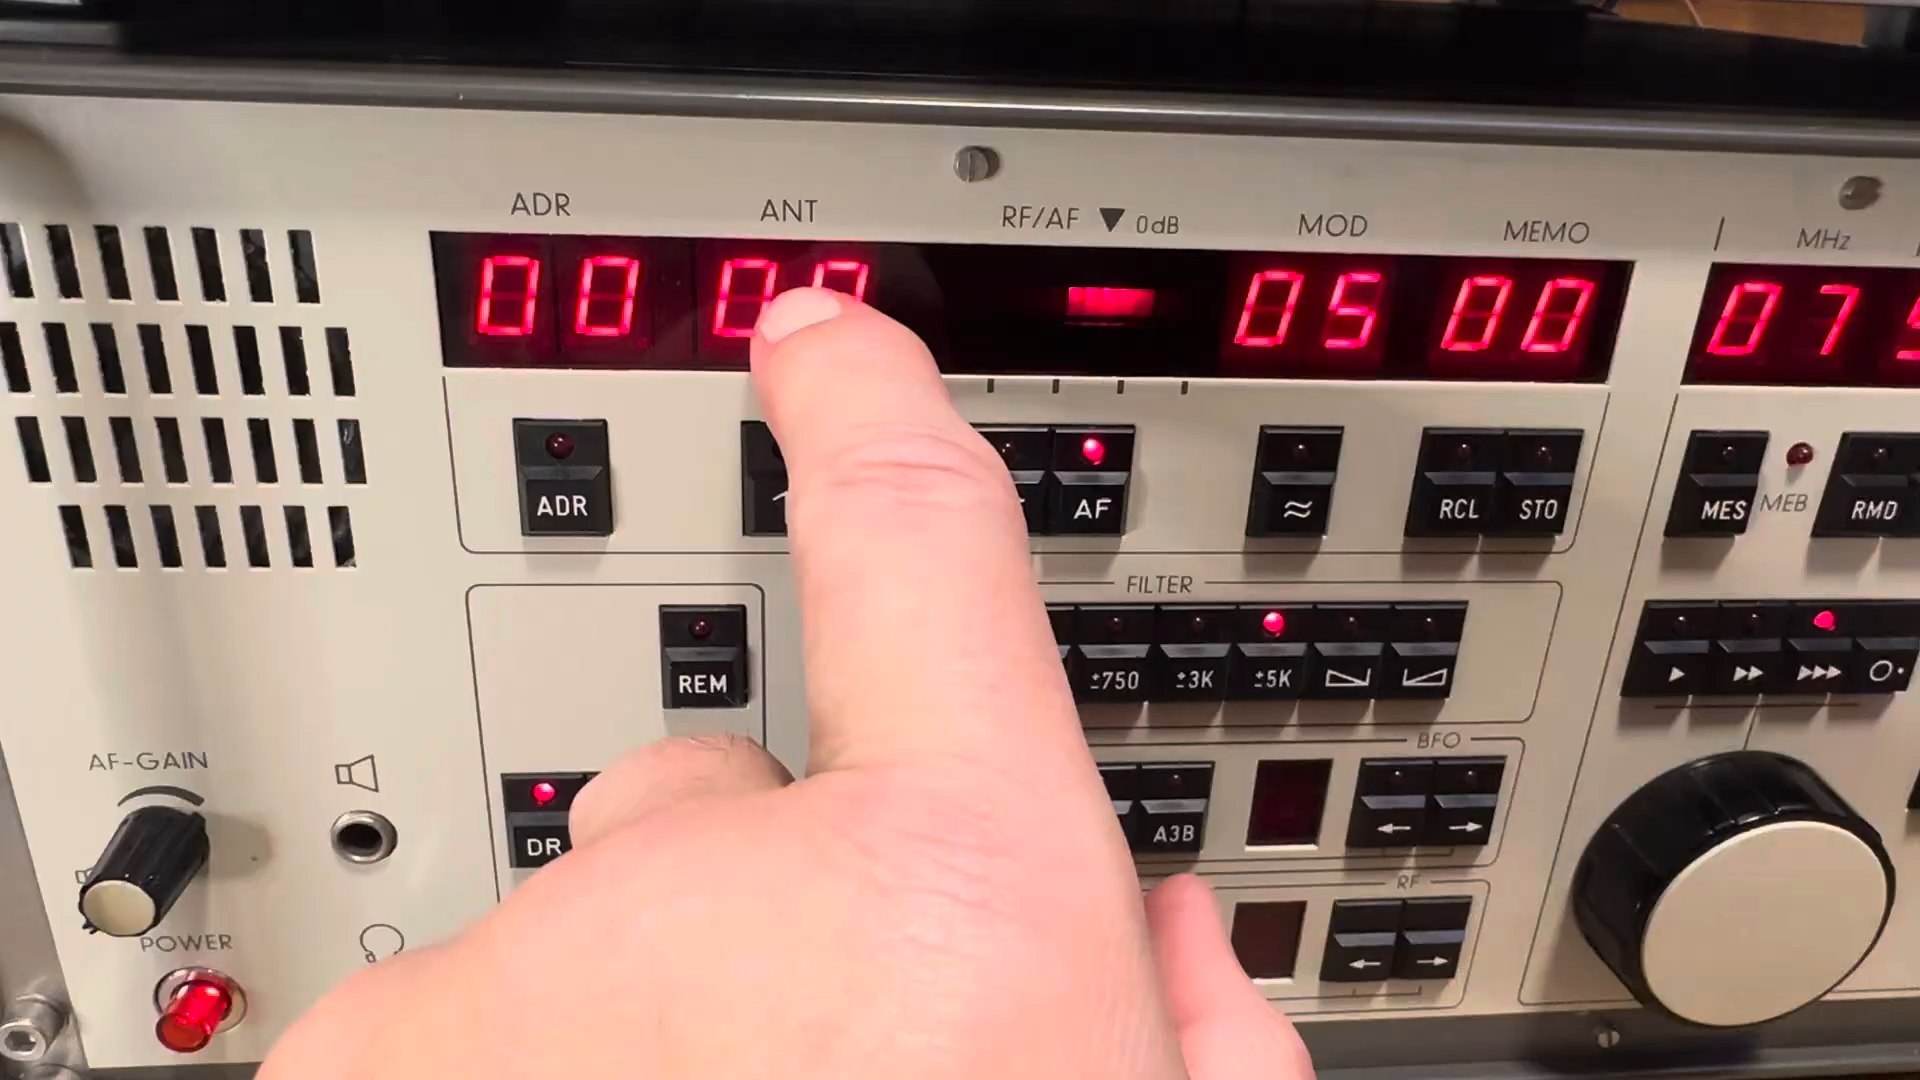 ADR ANT RF/AF ▼ 0dB MOD MEMO MHz
00 05 00 07
ADR AF ≈ RCL STO MES MEB RMD
FILTER
REM ±750 ±3K ±5K
BFO
AF-GAIN
DR A3B
RF
POWER